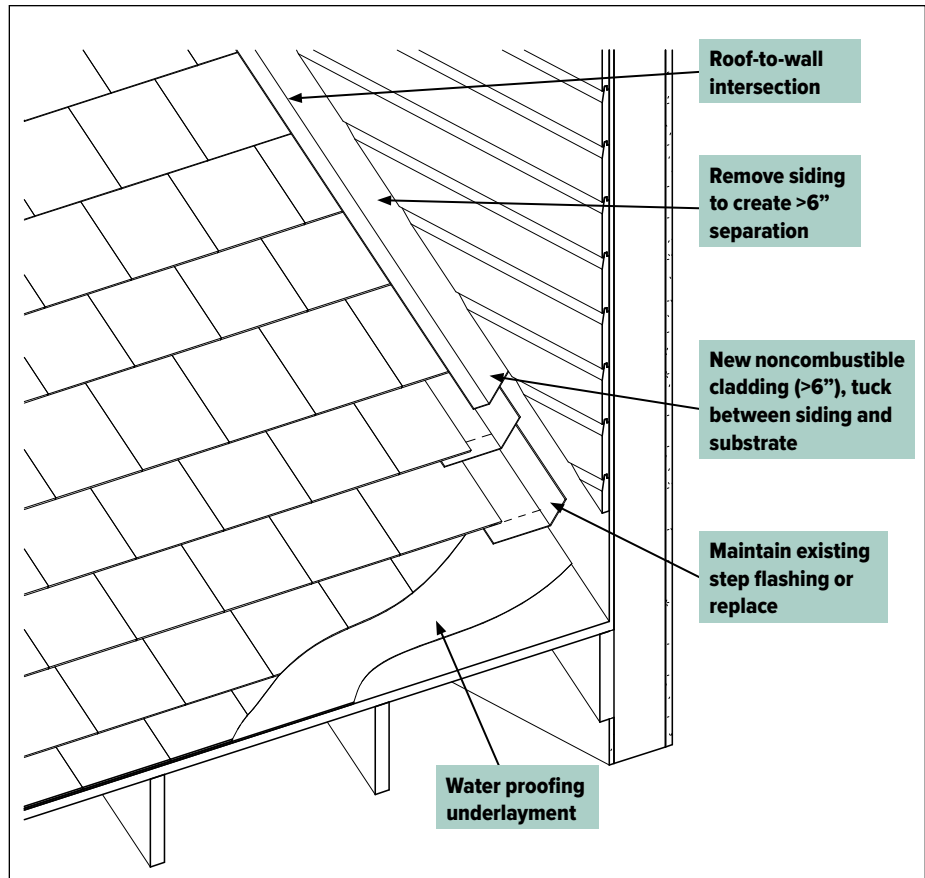 Roof-to-wall
intersection
Remove siding
to create >6”
separation
New noncombustible
cladding (>6”), tuck
between siding and
substrate
Maintain existing
step flashing or
replace
Water proofing
underlayment